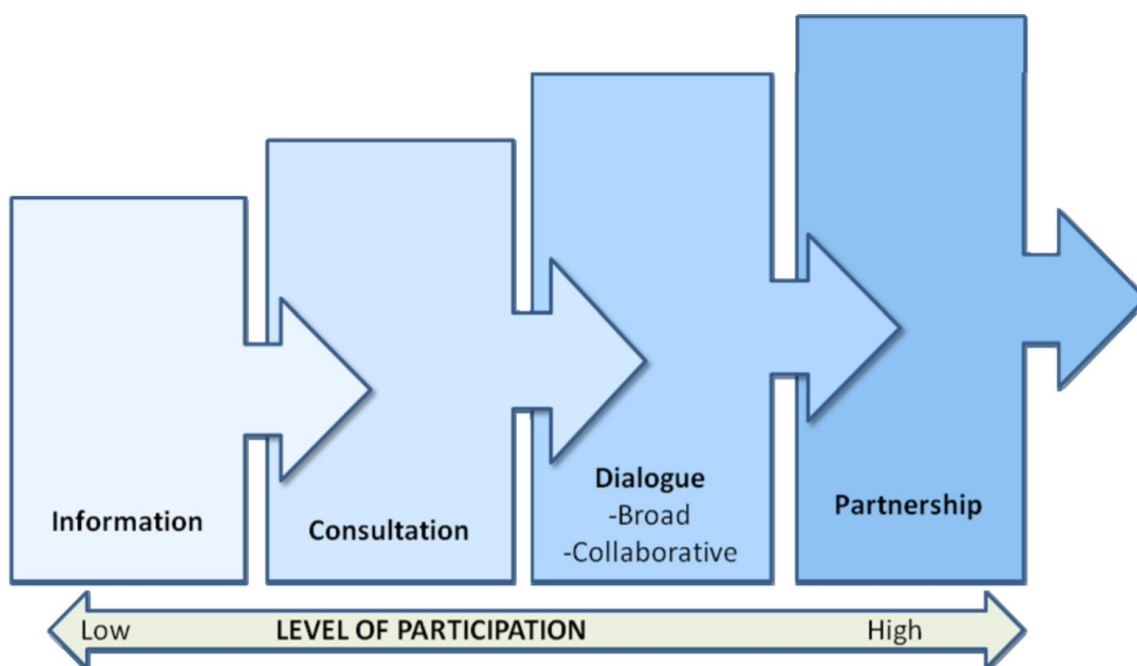 Information
Consultation
Dialogue
-Broad
-Collaborative
Partnership
Low LEVEL OF PARTICIPATION High